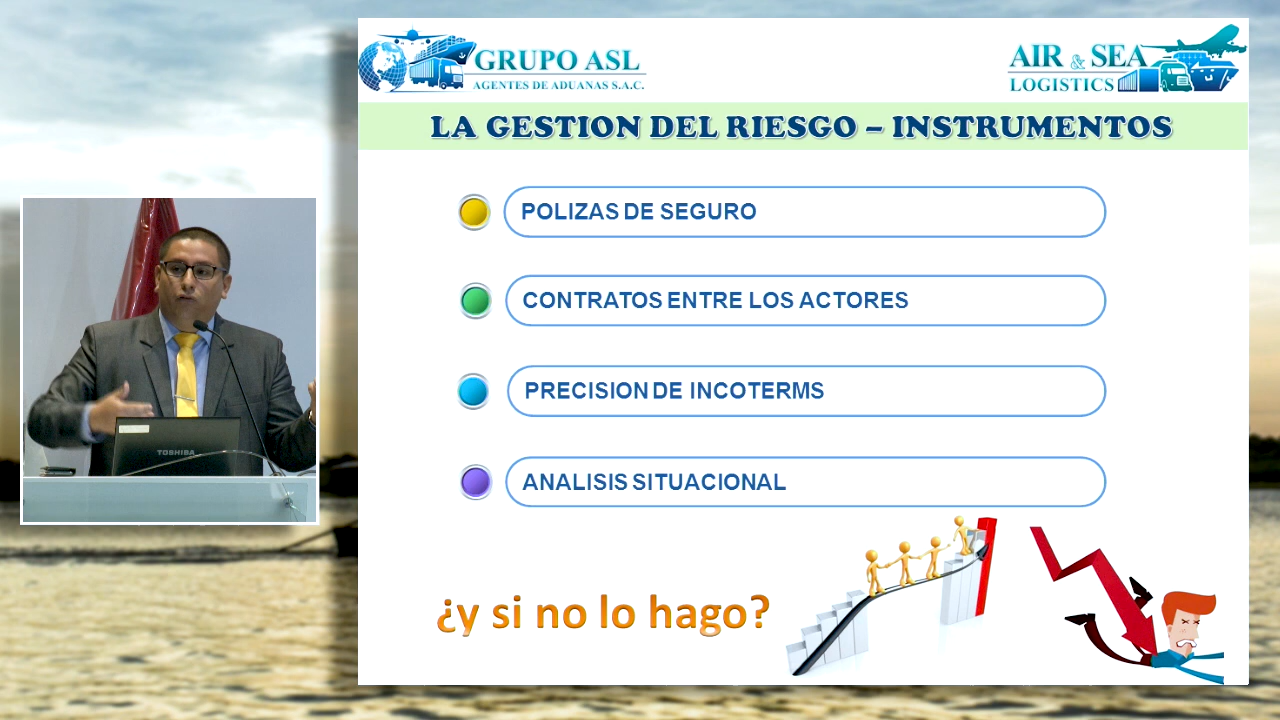 GRUPO ASL
AGENTES DE ADUANAS S.A.C.
AIR & SEA
LOGISTICS
LA GESTION DEL RIESGO – INSTRUMENTOS
POLIZAS DE SEGURO
CONTRATOS ENTRE LOS ACTORES
PRECISION DE INCOTERMS
ANALISIS SITUACIONAL
¿y si no lo hago?
TOSHIBA